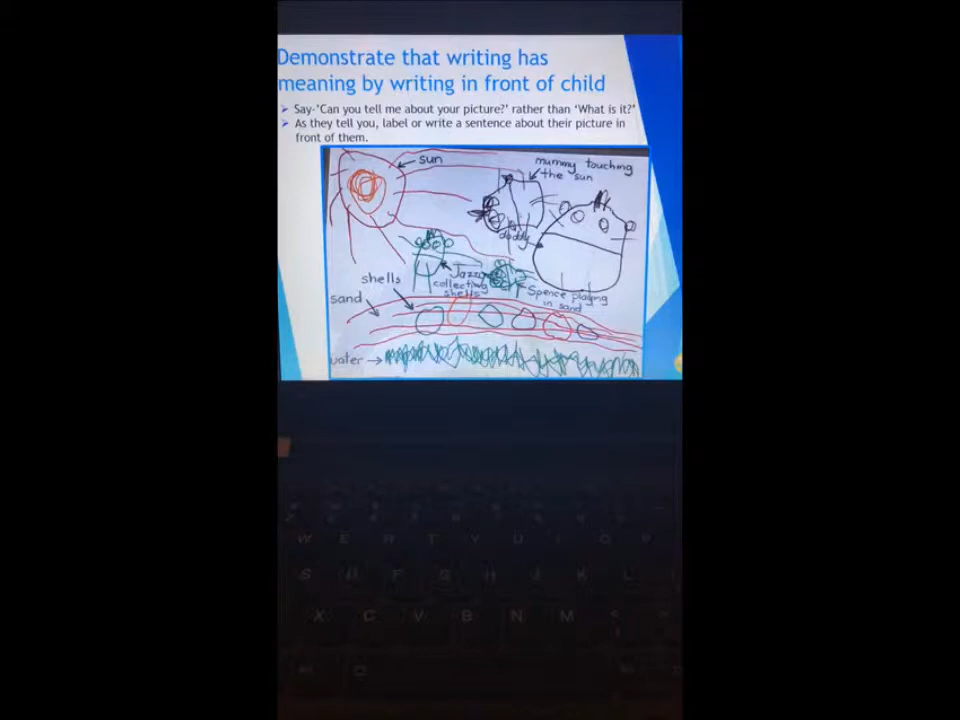 Demonstrate that writing has
meaning by writing in front of child
Say-'Can you tell me about your picture?' rather than 'What is it?'
As they tell you, label or write a sentence about their picture in
front of them.
sun
mummy touching
the sun
daddy
Jazzy
collecting
shells
Spence playing
in sand
shells
sand
water
W E R T Y U I O P
S D F G H J K L
X C V B N M